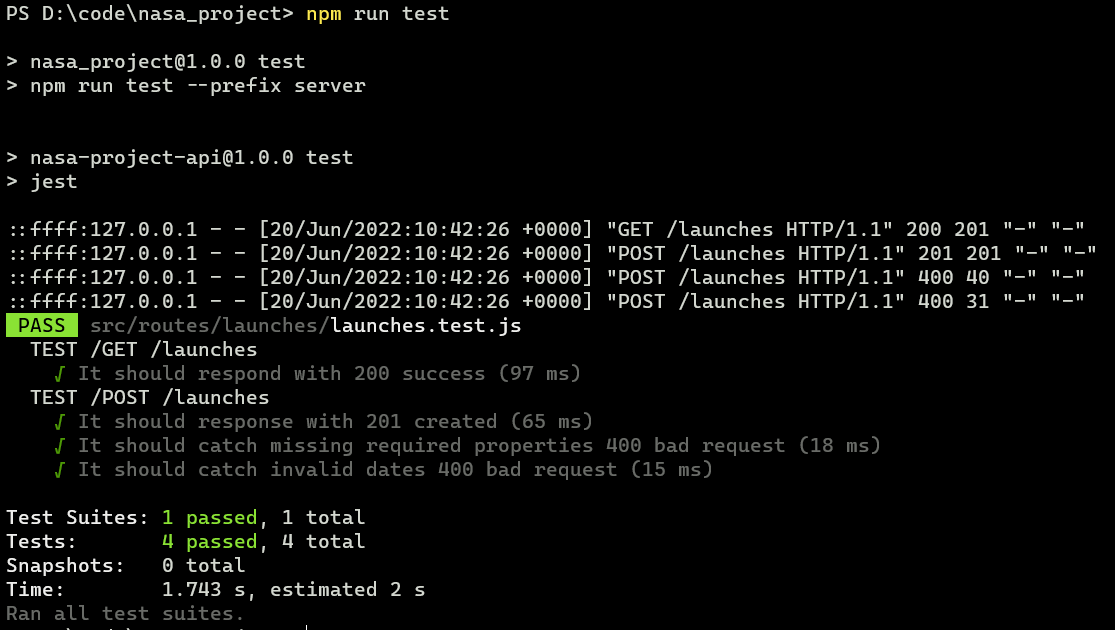 PS D:\code\nasa_project> npm run test
> nasa_project@1.0.0 test
> npm run test --prefix server
> nasa-project-api@1.0.0 test
> jest
::ffff:127.0.0.1 - - [20/Jun/2022:10:42:26 +0000] "GET /launches HTTP/1.1" 200 201 "-" "-"
::ffff:127.0.0.1 - - [20/Jun/2022:10:42:26 +0000] "POST /launches HTTP/1.1" 201 201 "-" "-"
::ffff:127.0.0.1 - - [20/Jun/2022:10:42:26 +0000] "POST /launches HTTP/1.1" 400 40 "-" "-"
::ffff:127.0.0.1 - - [20/Jun/2022:10:42:26 +0000] "POST /launches HTTP/1.1" 400 31 "-" "-"
PASS src/routes/launches/launches.test.js
TEST /GET /launches
√ It should respond with 200 success (97 ms)
TEST /POST /launches
√ It should response with 201 created (65 ms)
√ It should catch missing required properties 400 bad request (18 ms)
√ It should catch invalid dates 400 bad request (15 ms)
Test Suites: 1 passed, 1 total
Tests: 4 passed, 4 total
Snapshots: 0 total
Time: 1.743 s, estimated 2 s
Ran all test suites.